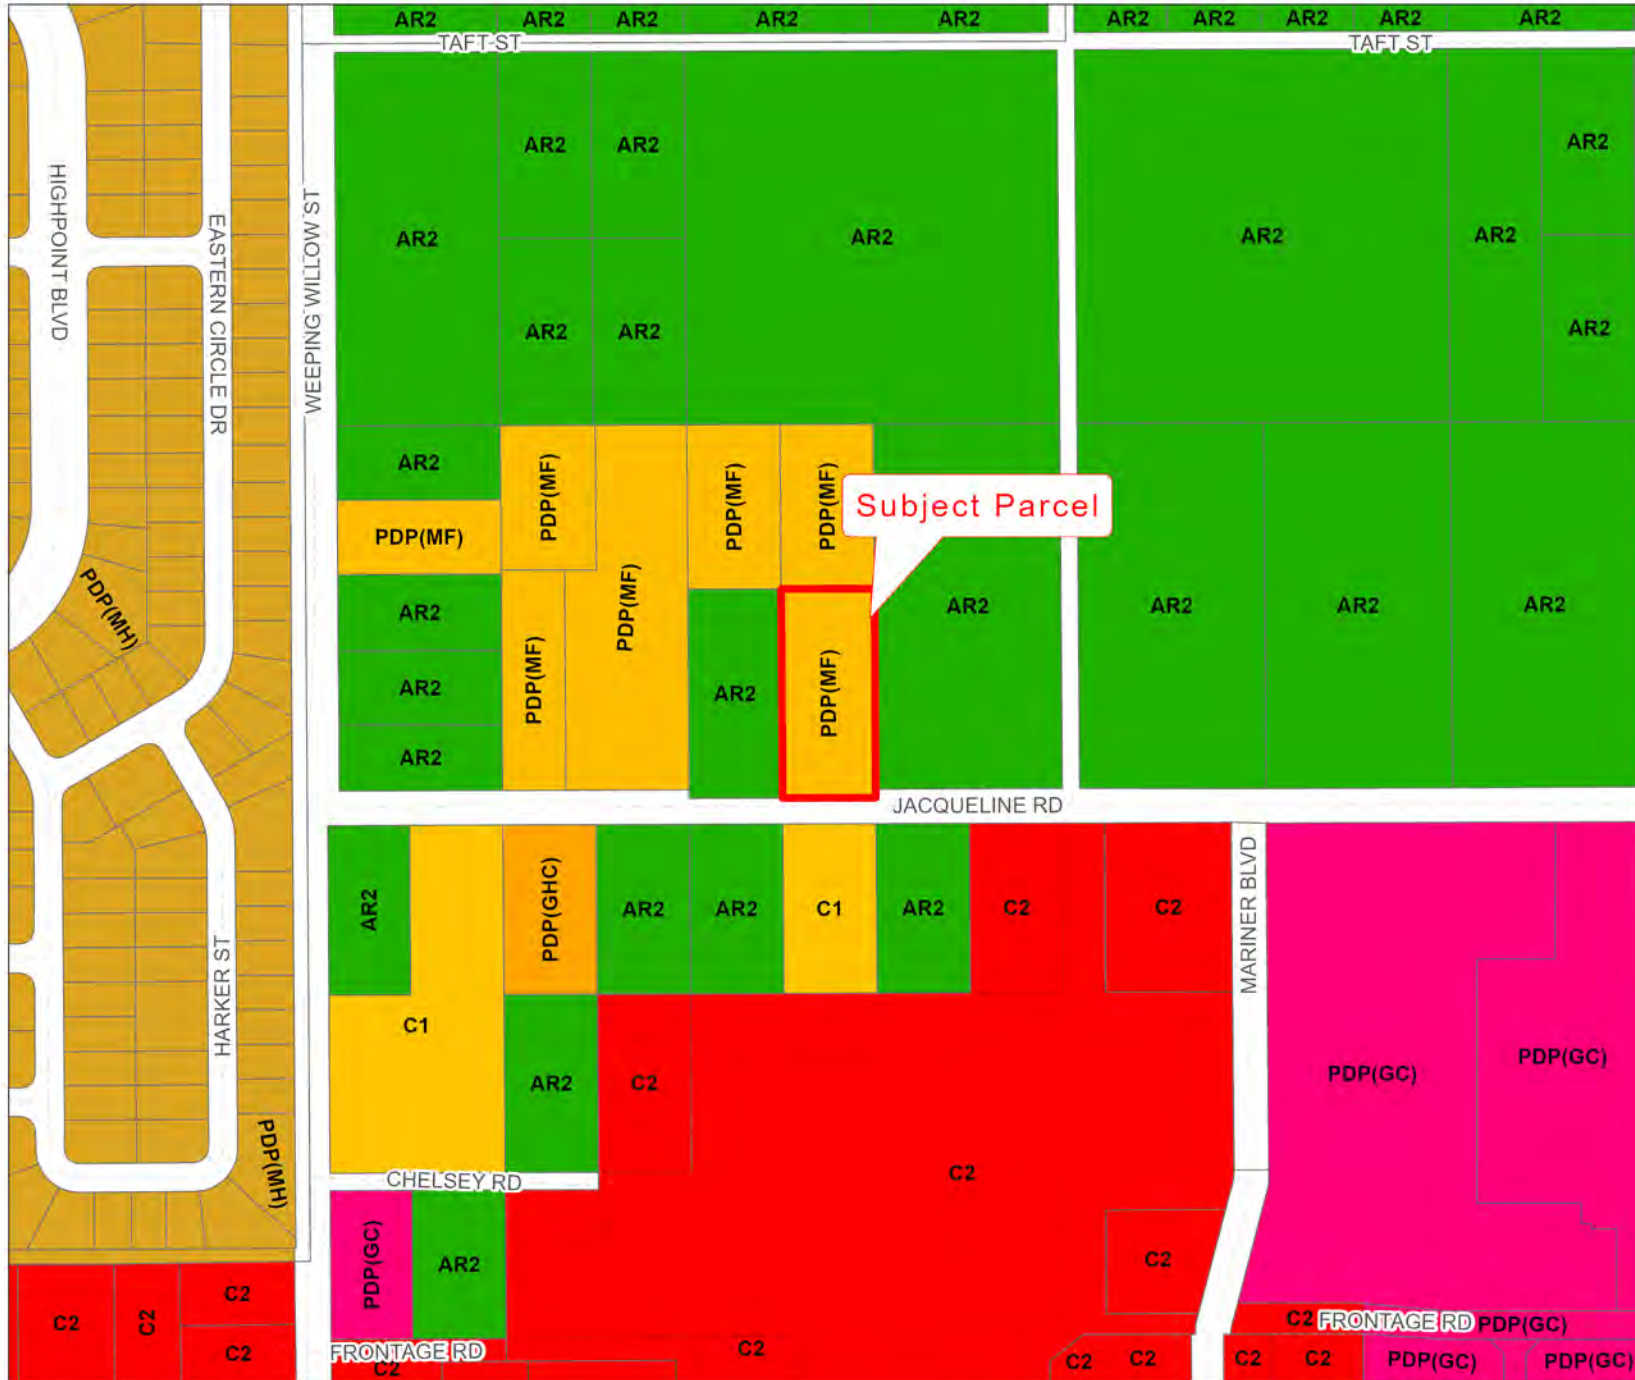 AR2 AR2 AR2 AR2 AR2 AR2 AR2 AR2 AR2 AR2
TAFT ST TAFT ST
AR2 AR2 AR2
HIGHPOINT BLVD
EASTERN CIRCLE DR
WEEPING WILLOW ST
AR2 AR2 AR2 AR2
AR2 AR2 AR2
AR2 PDP(MF) PDP(MF) PDP(MF)
Subject Parcel
PDP(MF)
PDP(MH)
AR2 PDP(MF) AR2 AR2 AR2 AR2
AR2 PDP(MF) AR2 PDP(MF)
AR2
JACQUELINE RD
AR2 PDP(GHC) AR2 AR2 C1 AR2 C2 C2
MARINER BLVD
HARKER ST
C1
AR2 C2 PDP(GC) PDP(GC)
PDP(MH)
CHELSEY RD C2
PDP(GC) AR2 C2
C2 C2 C2
C2 FRONTAGE RD PDP(GC)
C2 FRONTAGE RD C2
C2 C2 C2 C2 C2 PDP(GC) PDP(GC)